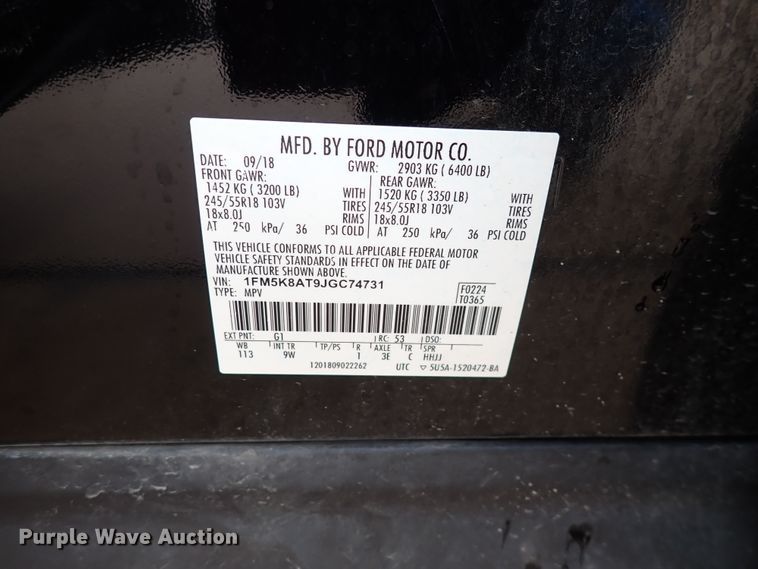 MFD. BY FORD MOTOR CO.
DATE: 09/18 GVWR: 2903 KG ( 6400 LB)
FRONT GAWR: REAR GAWR:
1452 KG ( 3200 LB) WITH 1520 KG ( 3350 LB) WITH
245/55R18 103V TIRES 245/55R18 103V TIRES
18x8.0J RIMS 18x8.0J RIMS
AT 250 kPa/ 36 PSI COLD AT 250 kPa/ 36 PSI COLD
THIS VEHICLE CONFORMS TO ALL APPLICABLE FEDERAL MOTOR
VEHICLE SAFETY STANDARDS IN EFFECT ON THE DATE OF
MANUFACTURE SHOWN ABOVE.
VIN: 1FM5K8AT9JGC74731 F0224
TYPE: MPV T0365
EXT PNT: G1 RC: 53 DSO:
WB INT TR TP/PS R AXLE TR SPR
113 9W 1 3E C HHJJ
1201809022262 UTC ▽ 5U5A-1520472-BA
Purple Wave Auction